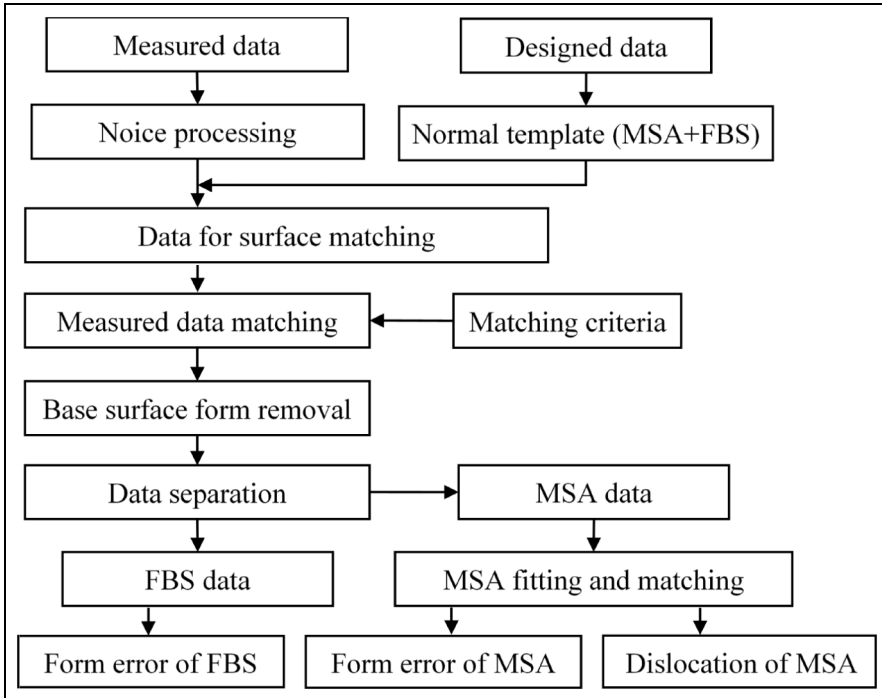 Measured data
Designed data
Noice processing
Normal template (MSA+FBS)
Data for surface matching
Measured data matching
Matching criteria
Base surface form removal
Data separation
MSA data
FBS data
MSA fitting and matching
Form error of FBS
Form error of MSA
Dislocation of MSA